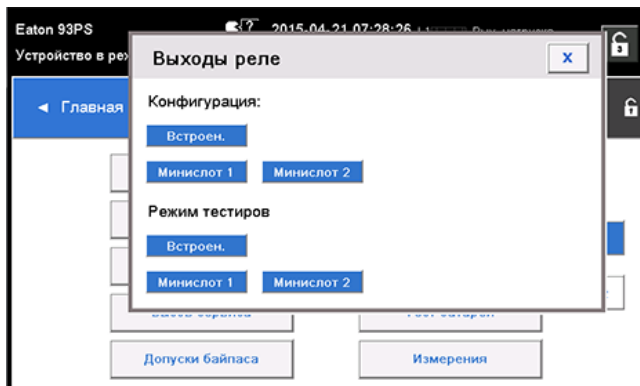 Eaton 93PS
2015-04-21 07:28:26
Устройство в
Выходы реле
x
3
◄ Главная
Конфигурация:
Встроен.
Минислот 1 Минислот 2
Режим тестиров
Встроен.
Минислот 1 Минислот 2
Допуски байпаса Измерения